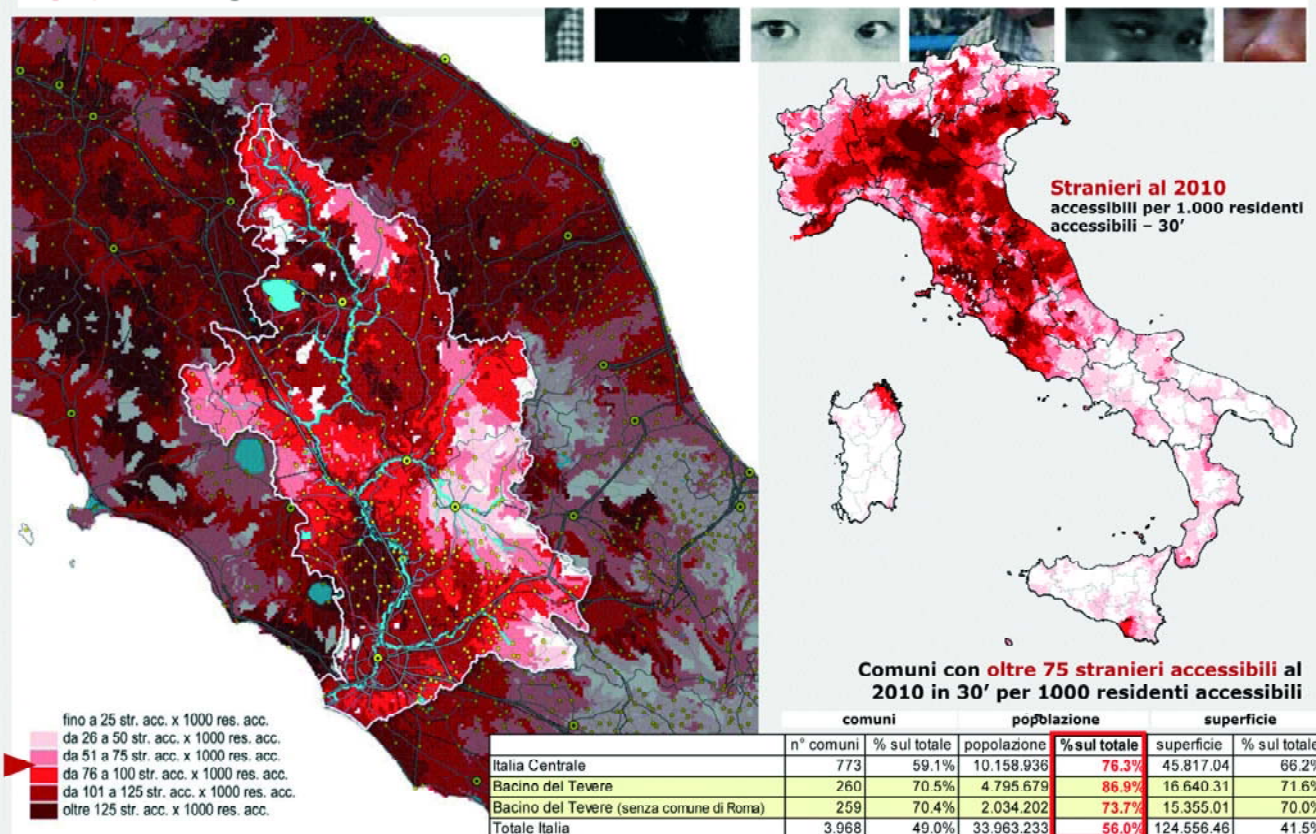 Stranieri al 2010
accessibili per 1.000 residenti
accessibili – 30’
fino a 25 str. acc. x 1000 res. acc.
da 26 a 50 str. acc. x 1000 res. acc.
da 51 a 75 str. acc. x 1000 res. acc.
da 76 a 100 str. acc. x 1000 res. acc.
da 101 a 125 str. acc. x 1000 res. acc.
oltre 125 str. acc. x 1000 res. acc.
Comuni con oltre 75 stranieri accessibili al
2010 in 30’ per 1000 residenti accessibili
comuni popolazione superficie
n° comuni % sul totale popolazione % sul totale superficie % sul totale
Italia Centrale 773 59.1% 10.158.936 76.3% 45.817.04 66.2%
Bacino del Tevere 260 70.5% 4.795.679 86.9% 16 640.31 71.6%
Bacino del Tevere (senza comune di Roma) 259 70.4% 2.034.202 73.7% 15.355.01 70.0%
Totale Italia 3.968 49.0% 33.963.233 56.0% 124.556.46 41.5%